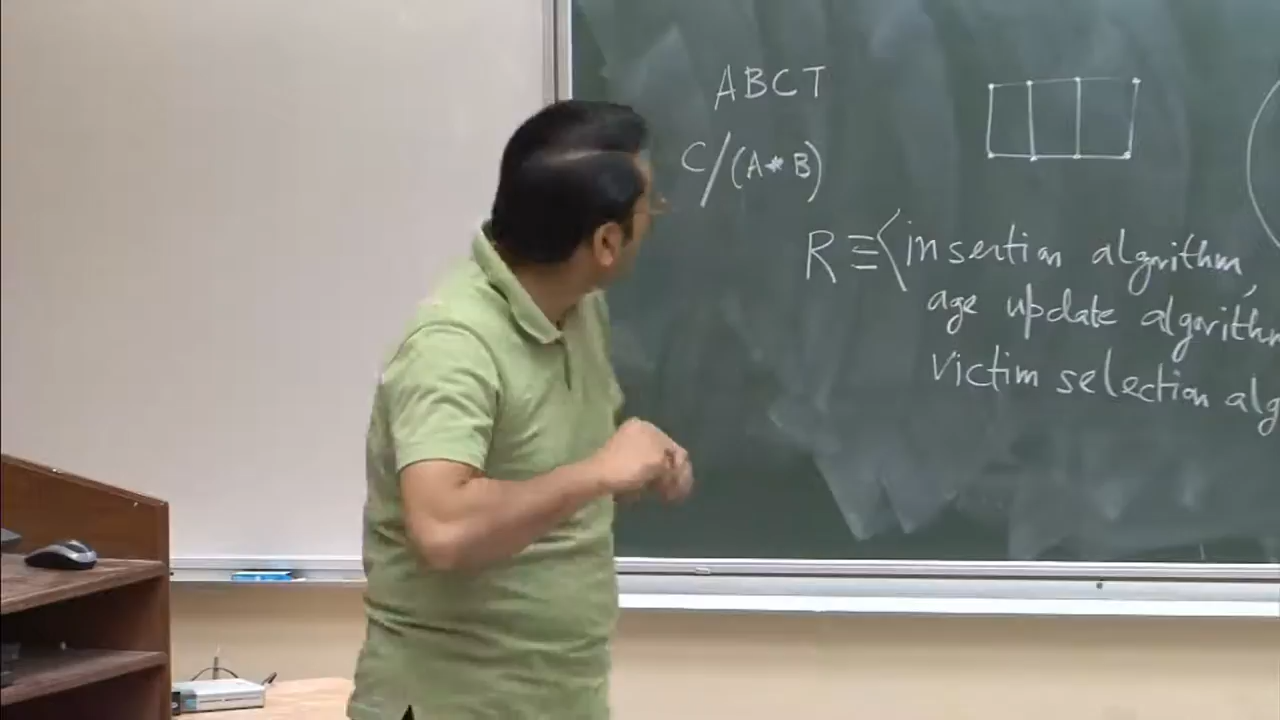 ABCT
C/(A*B)
R ≡ < insertion algorithm,
age update algorithm
victim selection alg